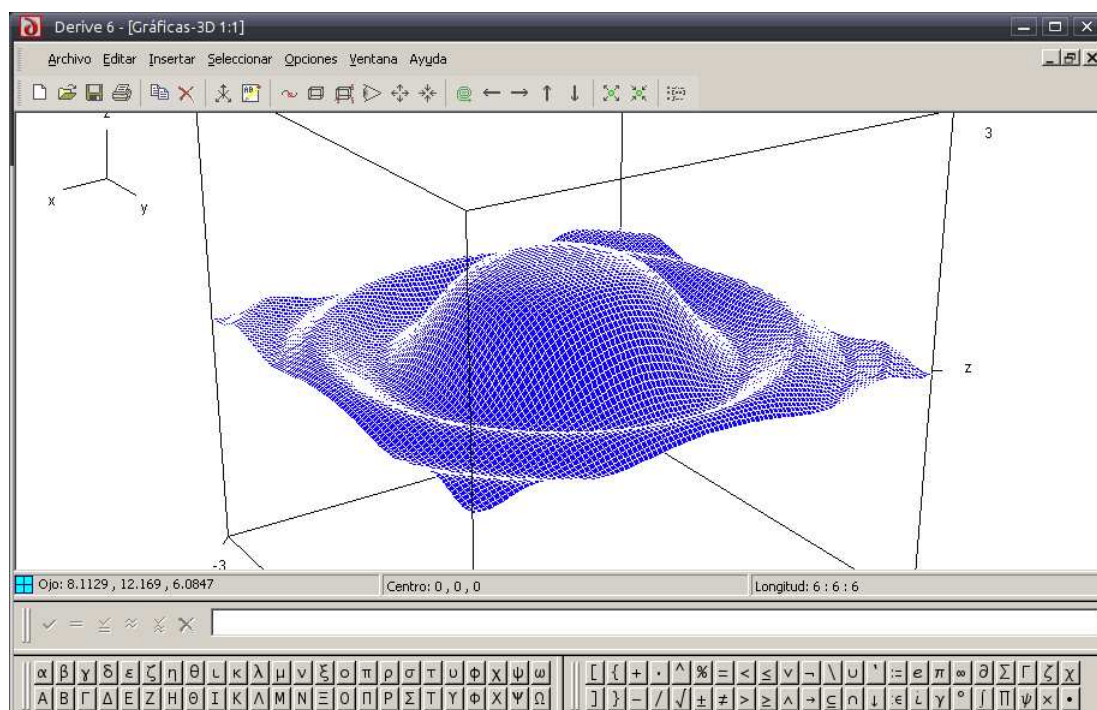 Derive 6 - [Gráficas-3D 1:1]
Archivo Editar Insertar Seleccionar Opciones Ventana Ayuda
z
x
y
3
z
-3
Ojo: 8.1129 , 12.169 , 6.0847 Centro: 0 , 0 , 0 Longitud: 6 : 6 : 6
α β γ δ ε ζ η θ ι κ λ μ ν ξ ο π ρ σ τ υ φ χ ψ ω [ { + · ^ % = < ≤ ∨ ¬ \ ∪ ' := e π ∞ ∂ ∑ Γ ζ χ
Α Β Γ Δ Ε Ζ Η Θ Ι Κ Λ Μ Ν Ξ Ο Π Ρ Σ Τ Υ Φ Χ Ψ Ω ] } − / √ ± ≠ > ≥ ∧ → ⊆ ∩ ↓ :∈ i γ ° ∫ ∏ ψ × •